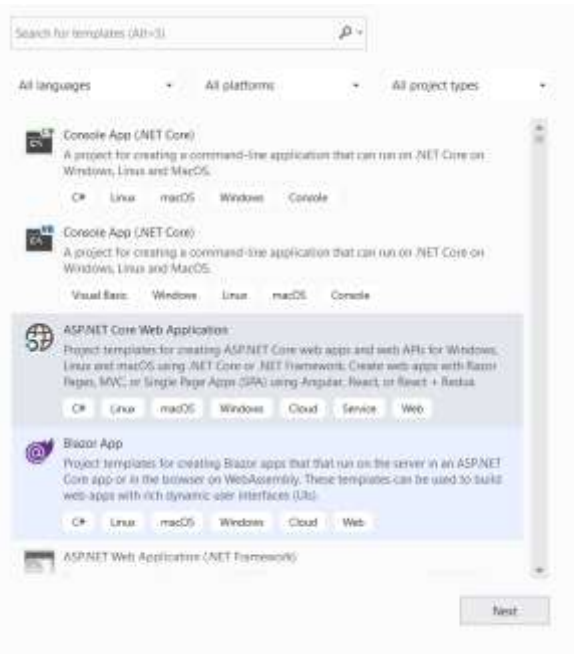 Search for templates (Alt+S)
All languages All platforms All project types
Console App (.NET Core)
A project for creating a command-line application that can run on .NET Core on
Windows, Linux and MacOS.
C# Linux macOS Windows Console
Console App (.NET Core)
A project for creating a command-line application that can run on .NET Core on
Windows, Linux and MacOS.
Visual Basic Windows Linux macOS Console
ASP.NET Core Web Application
Project templates for creating ASP.NET Core web apps and web APIs for Windows,
Linux and macOS using .NET Core or .NET Framework. Create web apps with Razor
Pages, MVC, or Single Page Apps (SPA) using Angular, React, or React + Redux.
C# Linux macOS Windows Cloud Service Web
Blazor App
Project templates for creating Blazor apps that that run on the server in an ASP.NET
Core app or in the browser on WebAssembly. These templates can be used to build
web apps with rich dynamic user interfaces (UIs).
C# Linux macOS Windows Cloud Web
ASP.NET Web Application (.NET Framework)
Next